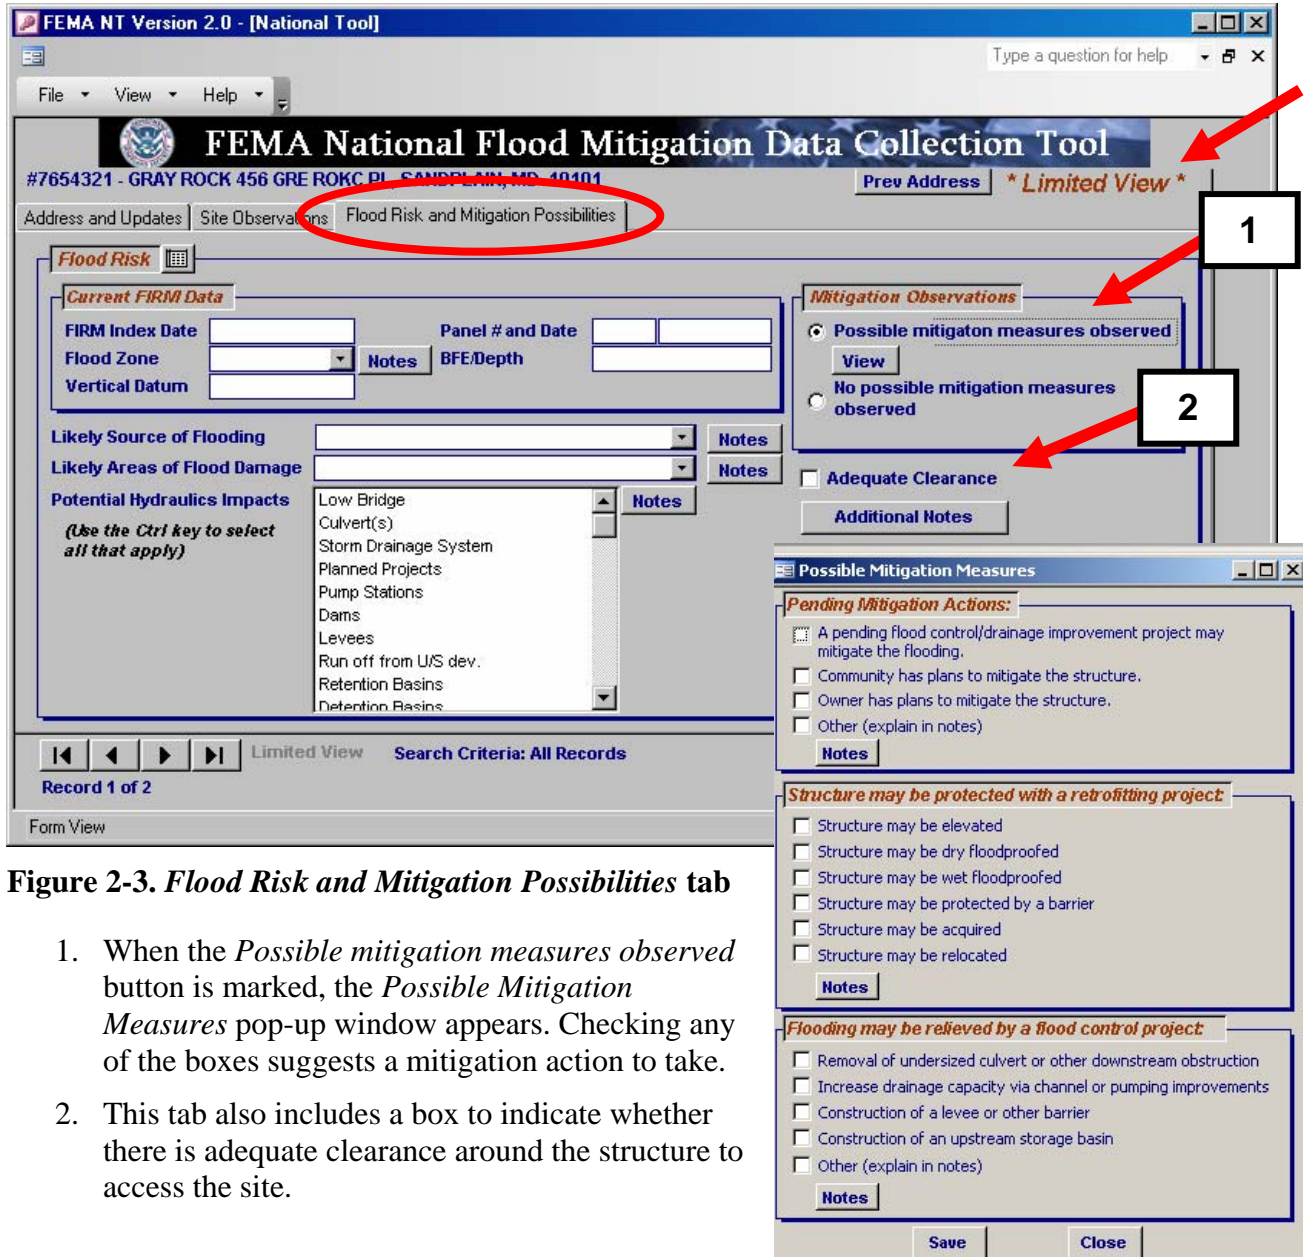 FEMA NT Version 2.0 - [National Tool]
Type a question for help
File View Help
FEMA National Flood Mitigation Data Collection Tool
#7654321 - GRAY ROCK 456 GRE ROKC PL, SANDPLAIN, MD 10101
Prev Address * Limited View *
Address and Updates Site Observations Flood Risk and Mitigation Possibilities
1
Flood Risk
Current FIRM Data
FIRM Index Date Panel # and Date
Flood Zone Notes BFE/Depth
Vertical Datum
Mitigation Observations
Possible mitigaton measures observed
View
No possible mitigation measures
observed
2
Likely Source of Flooding Notes
Likely Areas of Flood Damage Notes
Potential Hydraulics Impacts Notes
(Use the Ctrl key to select
all that apply)
Low Bridge
Culvert(s)
Storm Drainage System
Planned Projects
Pump Stations
Dams
Levees
Run off from U/S dev.
Retention Basins
Detention Basins
Adequate Clearance
Additional Notes
Limited View Search Criteria: All Records
Record 1 of 2
Form View
Possible Mitigation Measures
Pending Mitigation Actions:
A pending flood control/drainage improvement project may
mitigate the flooding.
Community has plans to mitigate the structure.
Owner has plans to mitigate the structure.
Other (explain in notes)
Notes
Structure may be protected with a retrofitting project:
Structure may be elevated
Structure may be dry floodproofed
Structure may be wet floodproofed
Structure may be protected by a barrier
Structure may be acquired
Structure may be relocated
Notes
Flooding may be relieved by a flood control project:
Removal of undersized culvert or other downstream obstruction
Increase drainage capacity via channel or pumping improvements
Construction of a levee or other barrier
Construction of an upstream storage basin
Other (explain in notes)
Notes
Save Close
Figure 2-3. Flood Risk and Mitigation Possibilities tab
1. When the Possible mitigation measures observed
button is marked, the Possible Mitigation
Measures pop-up window appears. Checking any
of the boxes suggests a mitigation action to take.
2. This tab also includes a box to indicate whether
there is adequate clearance around the structure to
access the site.